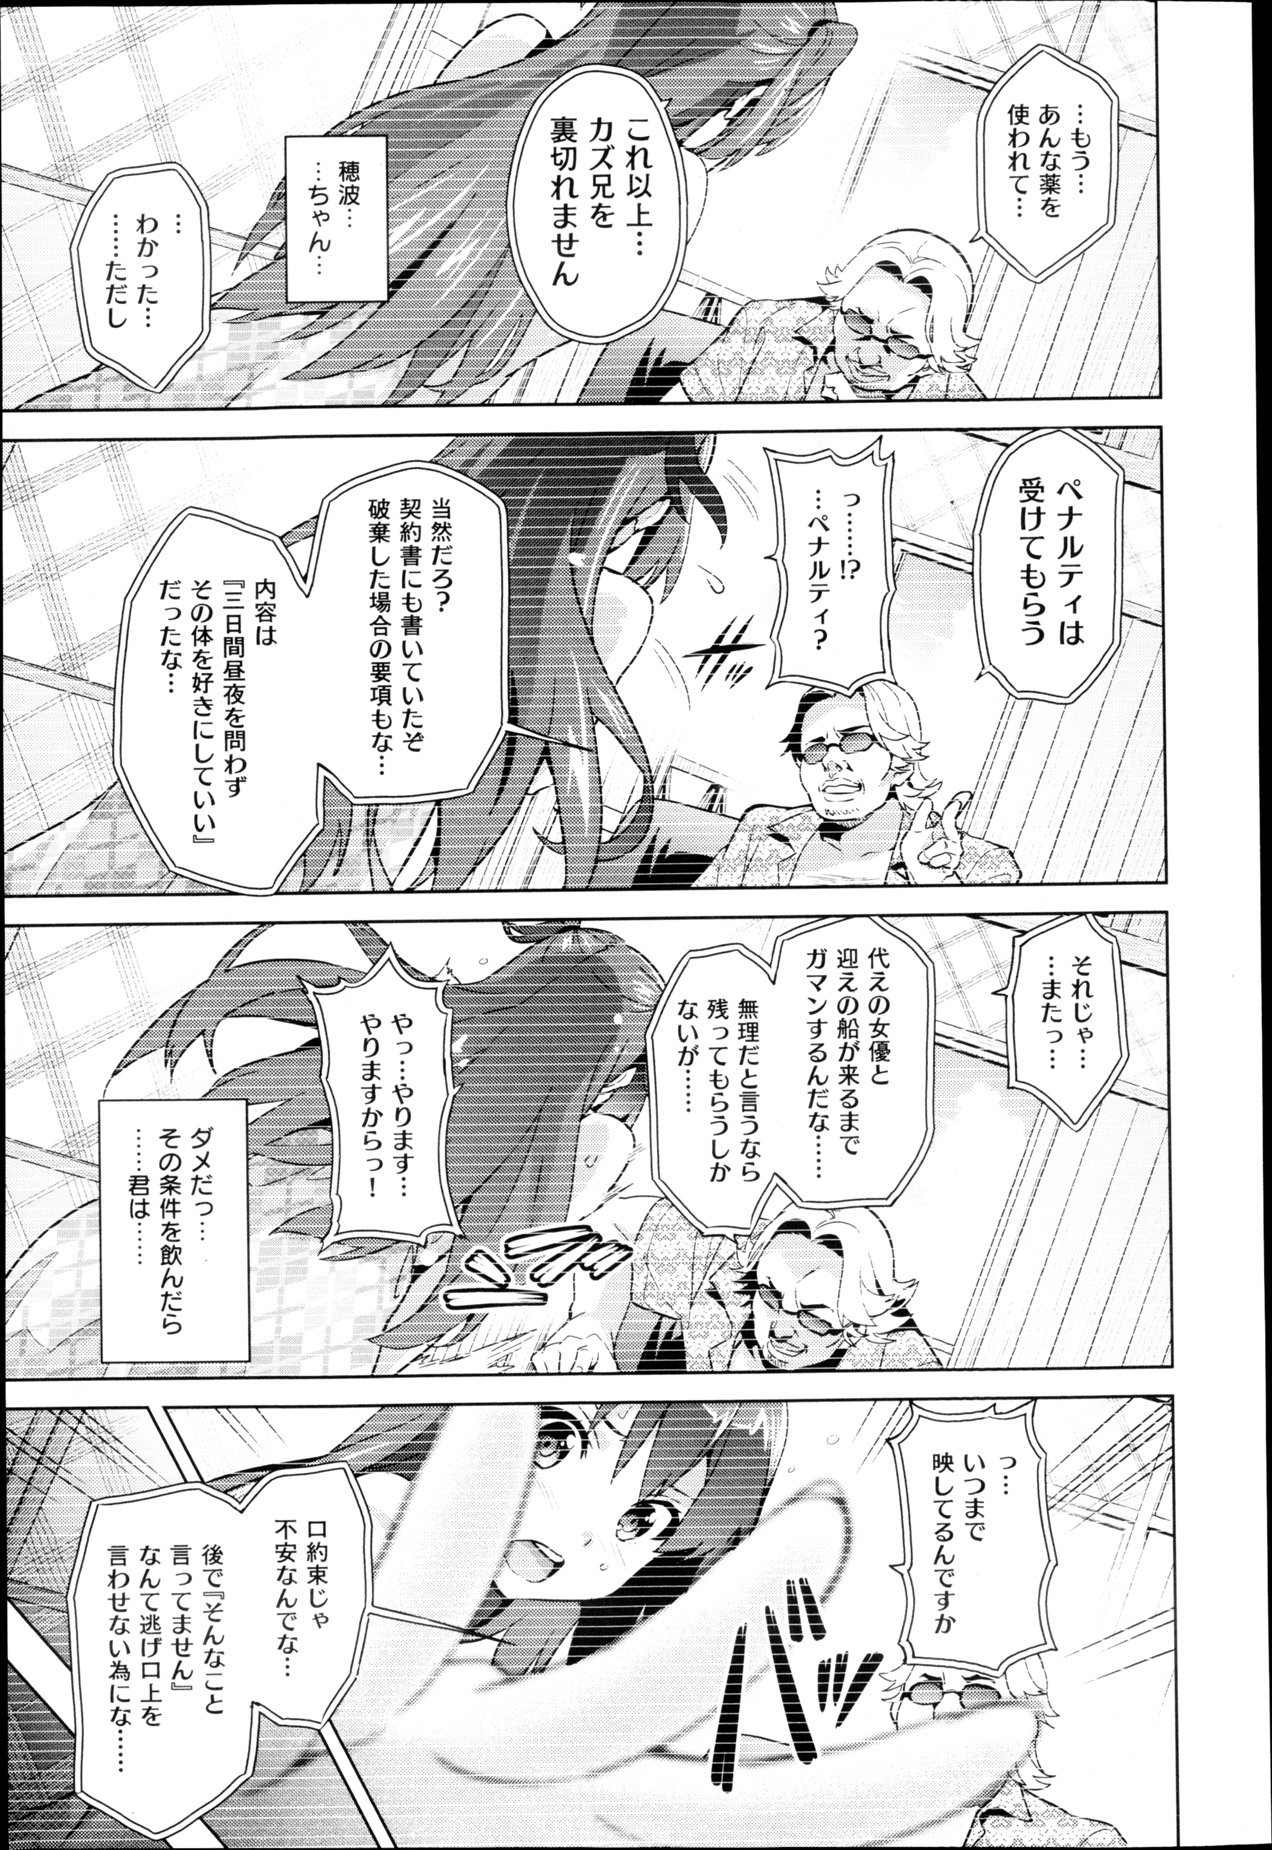 …もう…
あんな薬を
使われて…
これ以上…
カズ兄を
裏切れません
穂波…
…ちゃん…
…
わかった…
……ただし
ペナルティは
受けてもらう
っ……!?
…ペナルティ？
当然だろ？
契約書にも書いていたぞ
破棄した場合の要項もな…
内容は
『三日間昼夜を問わず
その体を好きにしていい』
だったな…
それじゃ…
…またっ…
代えの女優と
迎えの船が来るまで
ガマンするんだな……
無理だと言うなら
残ってもらうしか
ないが……
やっ…やります…
やりますからっ！
グッ
ダメだっ…
その条件を飲んだら
……君は……
っ…
いつまで
映してるんですか
バッ
口約束じゃ
不安なんでな…
後で『そんなこと
言ってません』
なんて逃げ口上を
言わせない為にな……